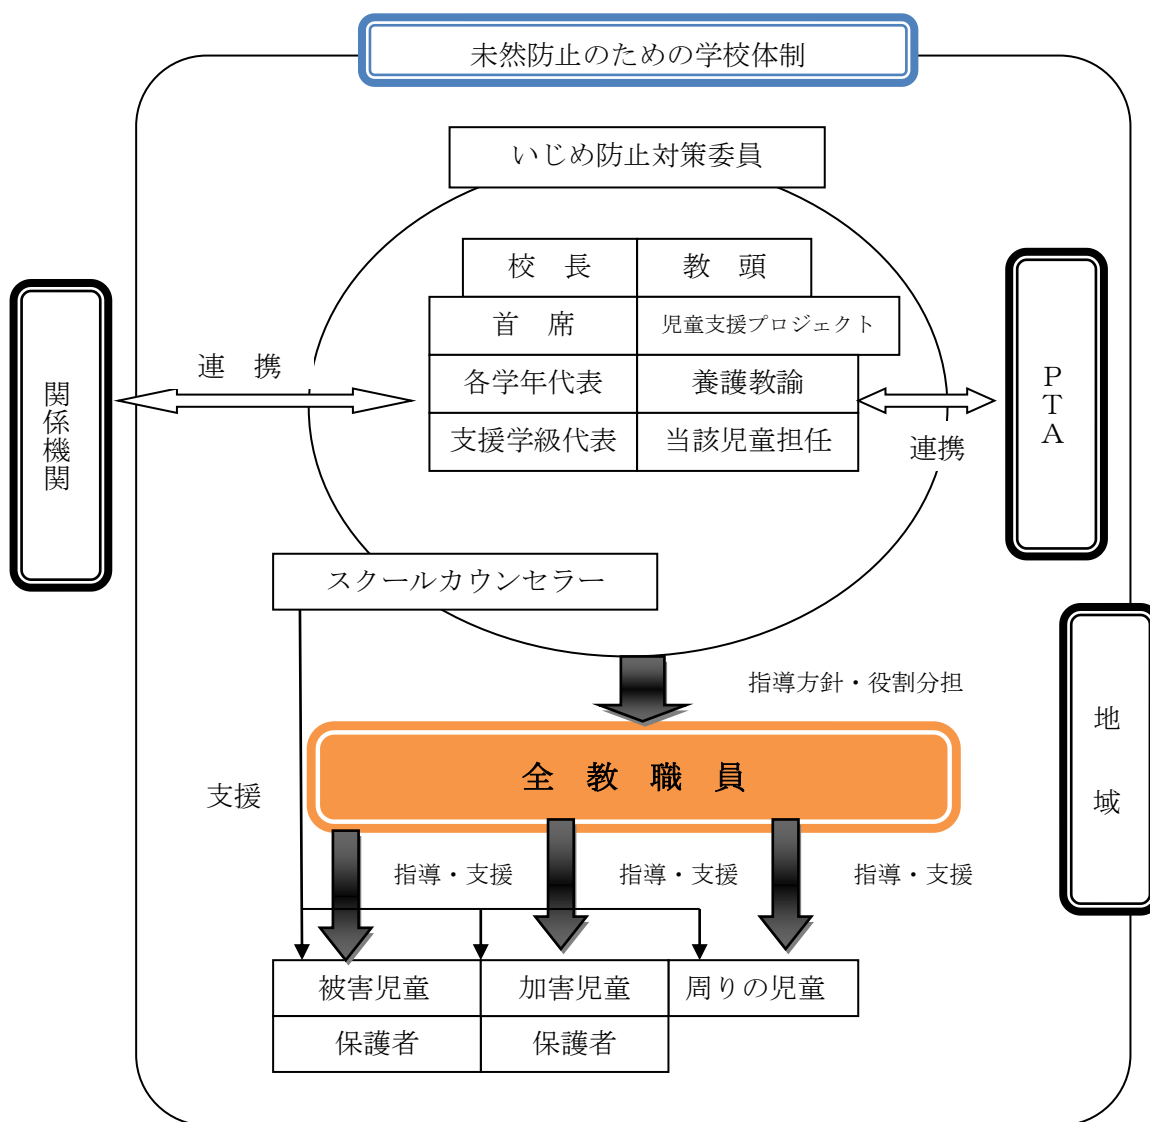 未然防止のための学校体制
いじめ防止対策委員
校　長
教　頭
首　席
児童支援プロジェクト
各学年代表
養護教諭
支援学級代表
当該児童担任
連　携
関係機関
連携
ＰＴＡ
スクールカウンセラー
指導方針・役割分担
地　域
全　教　職　員
支援
指導・支援
指導・支援
指導・支援
被害児童
加害児童
周りの児童
保護者
保護者